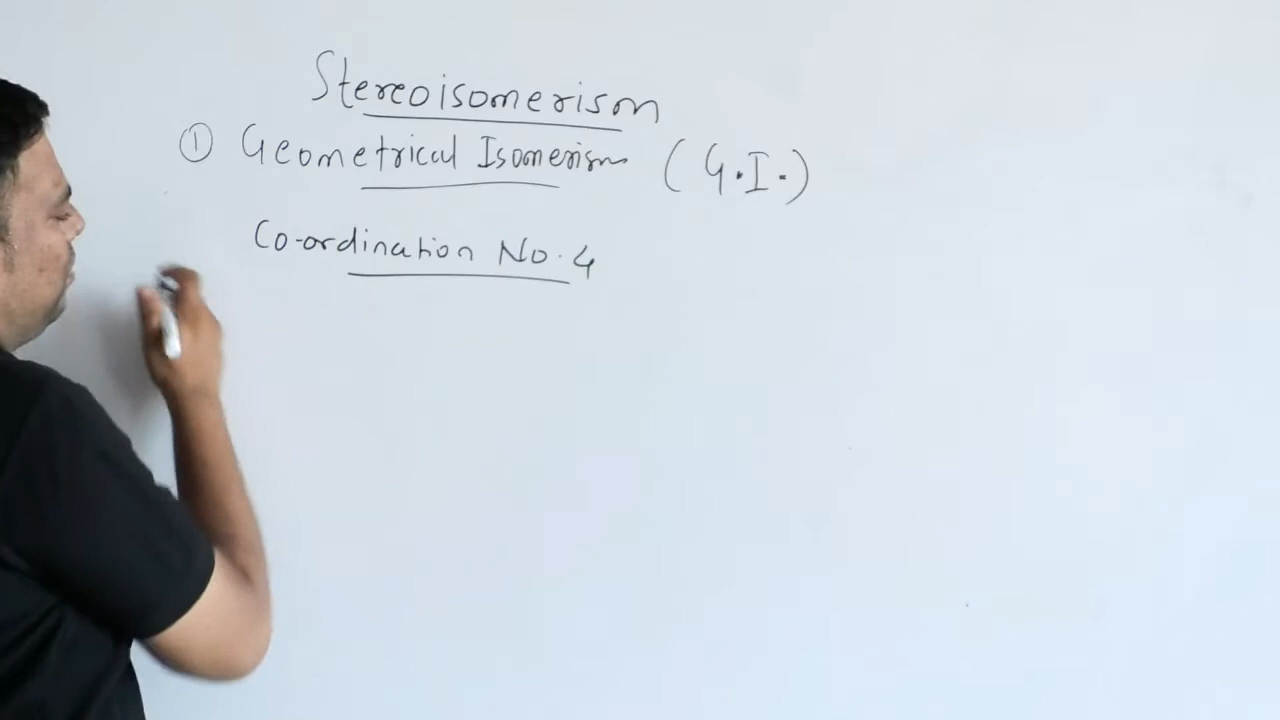 Stereoisomerism
① Geometrical Isomerism (G.I.)
Co-ordination No. 4